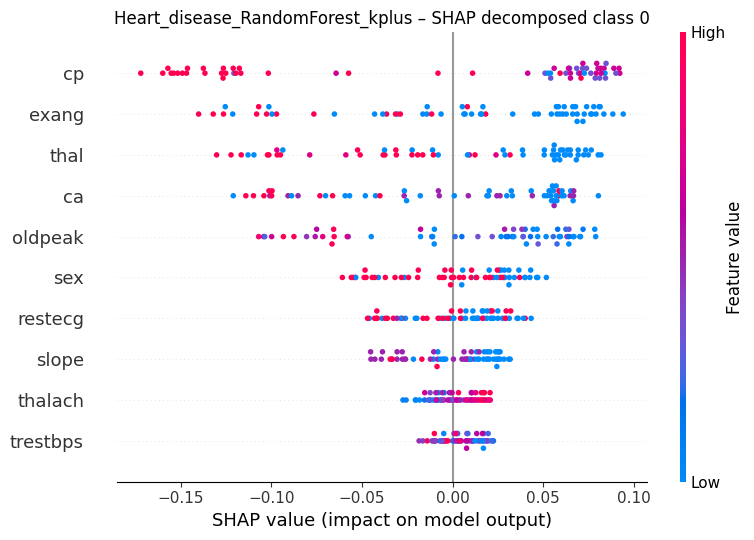 Heart_disease_RandomForest_kplus – SHAP decomposed class 0
High
cp
exang
thal
ca
oldpeak
sex
restecg
slope
thalach
trestbps
Feature value
Low
−0.15 −0.10 −0.05 0.00 0.05 0.10
SHAP value (impact on model output)